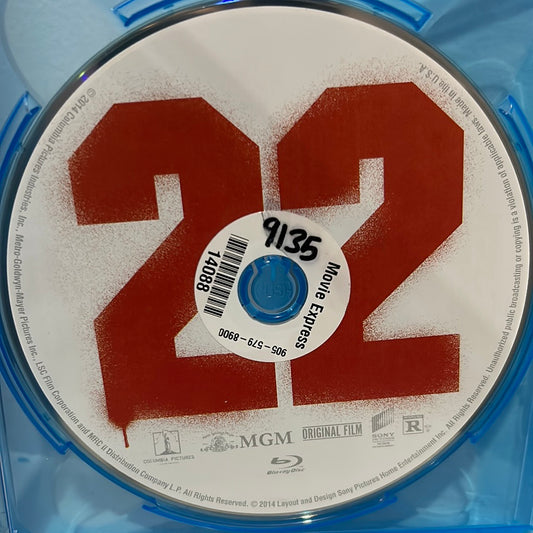 22
9135
Movie Express
14088
905-579-8900
PUSH
© 2014 Columbia Pictures Industries, Inc., Metro-Goldwyn-Mayer Pictures Inc., LSC Film Corporation and MRC II Distribution Company L.P. All Rights Reserved. © 2014 Layout and Design Sony Pictures Home Entertainment Inc. All Rights Reserved. Unauthorized public broadcasting or copying is a violation of applicable laws. Made in the U.S.A.
COLUMBIA PICTURES
MGM
ORIGINAL FILM
SONY
R
Blu-ray Disc